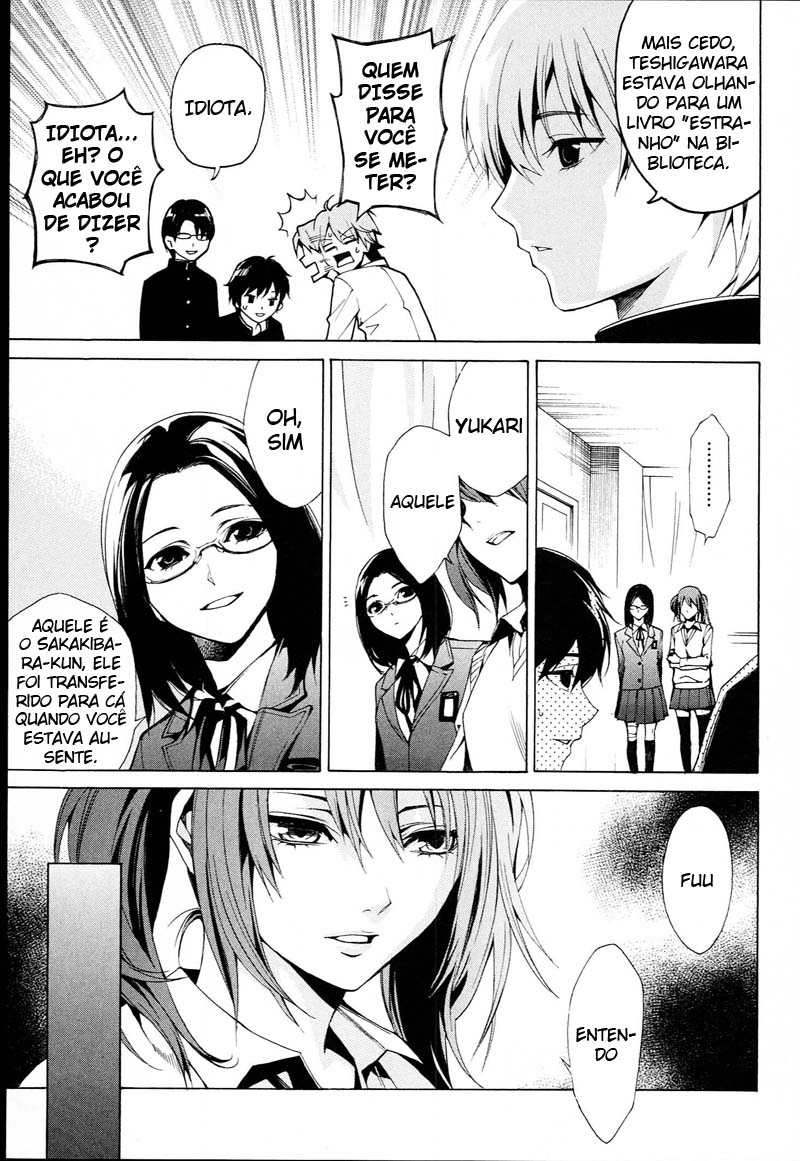 MAIS CEDO,
TESHIGAWARA
ESTAVA OLHAN-
DO PARA UM
LIVRO "ESTRA-
NHO" NA BI-
BLIOTECA.
QUEM
DISSE
PARA
VOCÊ
SE ME-
TER?
IDIOTA.
IDIOTA...
EH? O
QUE VOCÊ
ACABOU
DE DIZER
?
.........
YUKARI
AQUELE
OH,
SIM
AQUELE É
O SAKAKIBA-
RA-KUN, ELE
FOI TRANSFE-
RIDO PARA CÁ
QUANDO VOCÊ
ESTAVA AU-
SENTE.
FUU
ENTEN-
DO